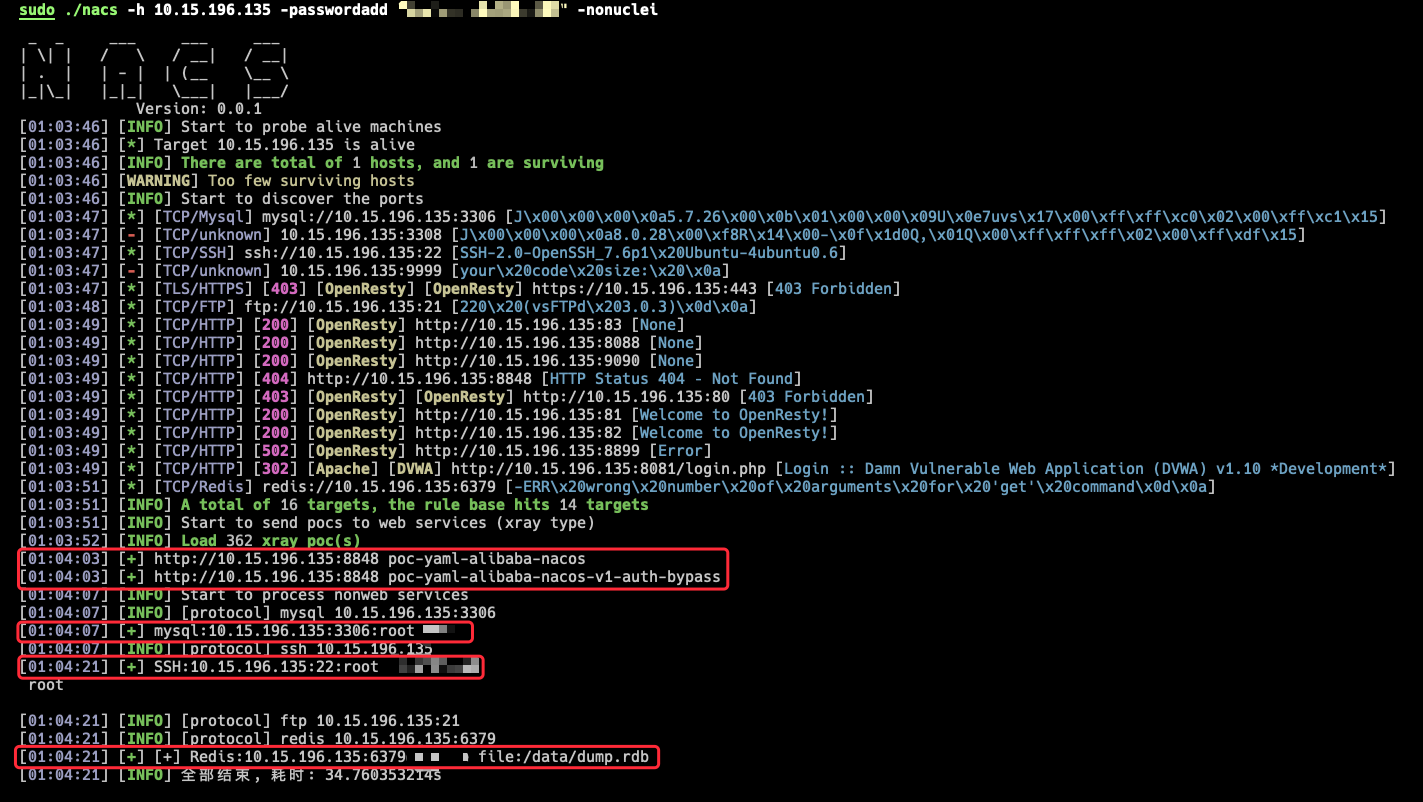 sudo ./nacs -h 10.15.196.135 -passwordadd " " -nonuclei
Version: 0.0.1
[01:03:46] [INFO] Start to probe alive machines
[01:03:46] [*] Target 10.15.196.135 is alive
[01:03:46] [INFO] There are total of 1 hosts, and 1 are surviving
[01:03:46] [WARNING] Too few surviving hosts
[01:03:46] [INFO] Start to discover the ports
[01:03:47] [*] [TCP/Mysql] mysql://10.15.196.135:3306 [J\x00\x00\x00\x0a5.7.26\x00\x0b\x01\x00\x00\x09U\x0e7uvs\x17\x00\xff\xff\xc0\x02\x00\xff\xc1\x15]
[01:03:47] [-] [TCP/unknown] 10.15.196.135:3308 [J\x00\x00\x00\x0a8.0.28\x00\xf8R\x14\x00-\x0f\x1d0Q,\x01Q\x00\xff\xff\xff\x02\x00\xff\xdf\x15]
[01:03:47] [*] [TCP/SSH] ssh://10.15.196.135:22 [SSH-2.0-OpenSSH_7.6p1\x20Ubuntu-4ubuntu0.6]
[01:03:47] [-] [TCP/unknown] 10.15.196.135:9999 [your\x20code\x20size:\x20\x0a]
[01:03:47] [*] [TLS/HTTPS] [403] [OpenResty] [OpenResty] https://10.15.196.135:443 [403 Forbidden]
[01:03:48] [*] [TCP/FTP] ftp://10.15.196.135:21 [220\x20(vsFTPd\x203.0.3)\x0d\x0a]
[01:03:49] [*] [TCP/HTTP] [200] [OpenResty] http://10.15.196.135:83 [None]
[01:03:49] [*] [TCP/HTTP] [200] [OpenResty] http://10.15.196.135:8088 [None]
[01:03:49] [*] [TCP/HTTP] [200] [OpenResty] http://10.15.196.135:9090 [None]
[01:03:49] [*] [TCP/HTTP] [404] http://10.15.196.135:8848 [HTTP Status 404 - Not Found]
[01:03:49] [*] [TCP/HTTP] [403] [OpenResty] [OpenResty] http://10.15.196.135:80 [403 Forbidden]
[01:03:49] [*] [TCP/HTTP] [200] [OpenResty] http://10.15.196.135:81 [Welcome to OpenResty!]
[01:03:49] [*] [TCP/HTTP] [200] [OpenResty] http://10.15.196.135:82 [Welcome to OpenResty!]
[01:03:49] [*] [TCP/HTTP] [502] [OpenResty] http://10.15.196.135:8899 [Error]
[01:03:49] [*] [TCP/HTTP] [302] [Apache] [DVWA] http://10.15.196.135:8081/login.php [Login :: Damn Vulnerable Web Application (DVWA) v1.10 *Development*]
[01:03:51] [*] [TCP/Redis] redis://10.15.196.135:6379 [-ERR\x20wrong\x20number\x20of\x20arguments\x20for\x20'get'\x20command\x0d\x0a]
[01:03:51] [INFO] A total of 16 targets, the rule base hits 14 targets
[01:03:51] [INFO] Start to send pocs to web services (xray type)
[01:03:52] [INFO] Load 362 xray poc(s)
[01:04:03] [+] http://10.15.196.135:8848 poc-yaml-alibaba-nacos
[01:04:03] [+] http://10.15.196.135:8848 poc-yaml-alibaba-nacos-v1-auth-bypass
[01:04:07] [INFO] Start to process nonweb services
[01:04:07] [INFO] [protocol] mysql 10.15.196.135:3306
[01:04:07] [+] mysql:10.15.196.135:3306:root
[01:04:07] [INFO] [protocol] ssh 10.15.196.135
[01:04:21] [+] SSH:10.15.196.135:22:root
root
[01:04:21] [INFO] [protocol] ftp 10.15.196.135:21
[01:04:21] [INFO] [protocol] redis 10.15.196.135:6379
[01:04:21] [+] [+] Redis:10.15.196.135:6379 file:/data/dump.rdb
[01:04:21] [INFO] 全部结束, 耗时: 34.760353214s